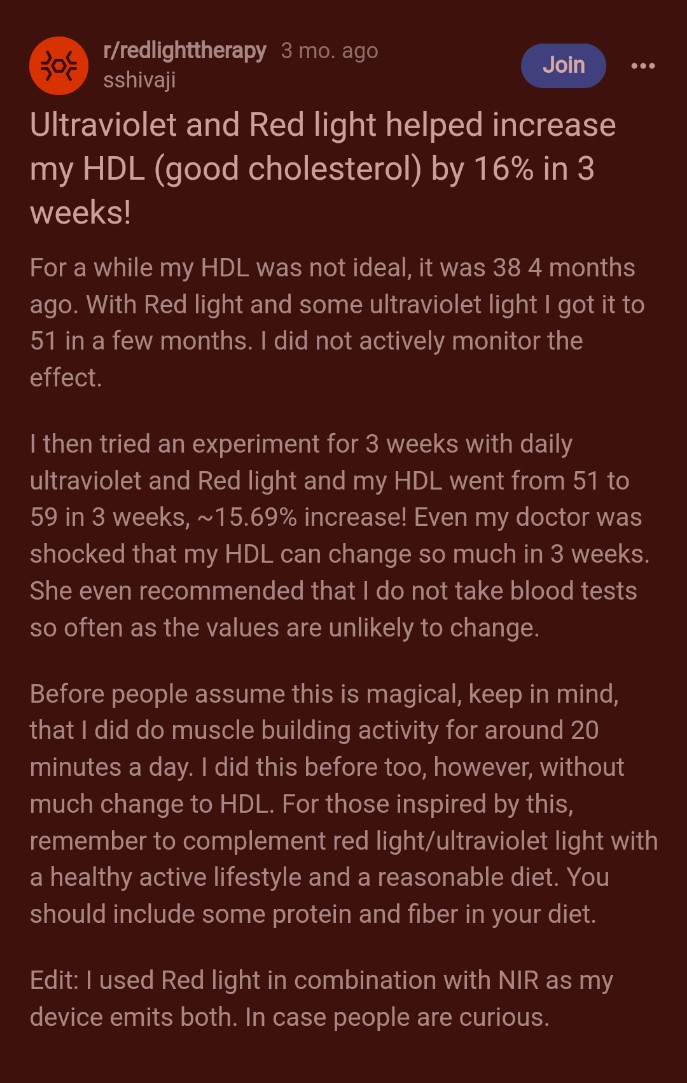 r/redlighttherapy 3 mo. ago
sshivaji
Join
Ultraviolet and Red light helped increase
my HDL (good cholesterol) by 16% in 3
weeks!
For a while my HDL was not ideal, it was 38 4 months
ago. With Red light and some ultraviolet light I got it to
51 in a few months. I did not actively monitor the
effect.
I then tried an experiment for 3 weeks with daily
ultraviolet and Red light and my HDL went from 51 to
59 in 3 weeks, ~15.69% increase! Even my doctor was
shocked that my HDL can change so much in 3 weeks.
She even recommended that I do not take blood tests
so often as the values are unlikely to change.
Before people assume this is magical, keep in mind,
that I did do muscle building activity for around 20
minutes a day. I did this before too, however, without
much change to HDL. For those inspired by this,
remember to complement red light/ultraviolet light with
a healthy active lifestyle and a reasonable diet. You
should include some protein and fiber in your diet.
Edit: I used Red light in combination with NIR as my
device emits both. In case people are curious.